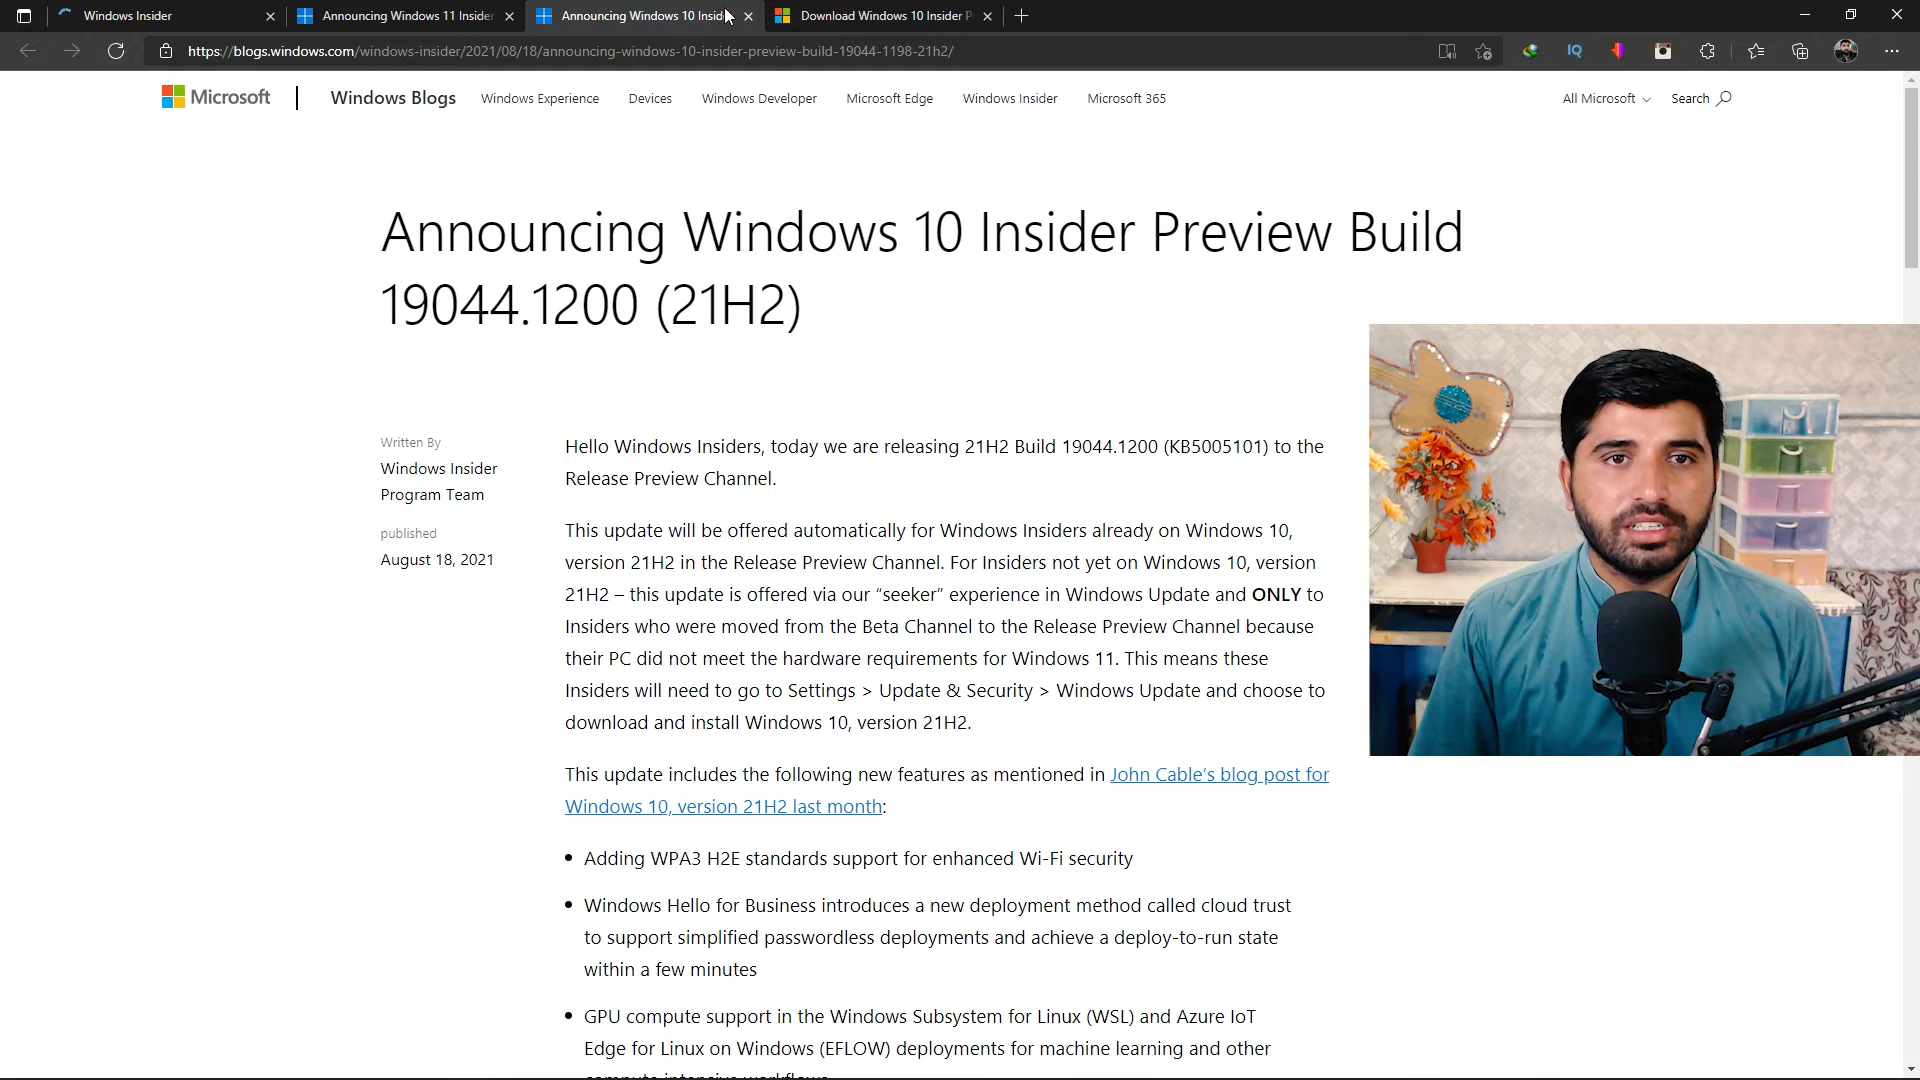 Windows Insider
Announcing Windows 11 Insider
Announcing Windows 10 Insid
Download Windows 10 Insider P
https://blogs.windows.com/windows-insider/2021/08/18/announcing-windows-10-insider-preview-build-19044-1198-21h2/
IQ
Microsoft
Windows Blogs
Windows Experience
Devices
Windows Developer
Microsoft Edge
Windows Insider
Microsoft 365
All Microsoft
Search
Announcing Windows 10 Insider Preview Build
19044.1200 (21H2)
Written By
Windows Insider
Program Team
published
August 18, 2021
Hello Windows Insiders, today we are releasing 21H2 Build 19044.1200 (KB5005101) to the
Release Preview Channel.
This update will be offered automatically for Windows Insiders already on Windows 10,
version 21H2 in the Release Preview Channel. For Insiders not yet on Windows 10, version
21H2 – this update is offered via our “seeker” experience in Windows Update and ONLY to
Insiders who were moved from the Beta Channel to the Release Preview Channel because
their PC did not meet the hardware requirements for Windows 11. This means these
Insiders will need to go to Settings > Update & Security > Windows Update and choose to
download and install Windows 10, version 21H2.
This update includes the following new features as mentioned in John Cable’s blog post for
Windows 10, version 21H2 last month:
• Adding WPA3 H2E standards support for enhanced Wi-Fi security
• Windows Hello for Business introduces a new deployment method called cloud trust
to support simplified passwordless deployments and achieve a deploy-to-run state
within a few minutes
• GPU compute support in the Windows Subsystem for Linux (WSL) and Azure IoT
Edge for Linux on Windows (EFLOW) deployments for machine learning and other